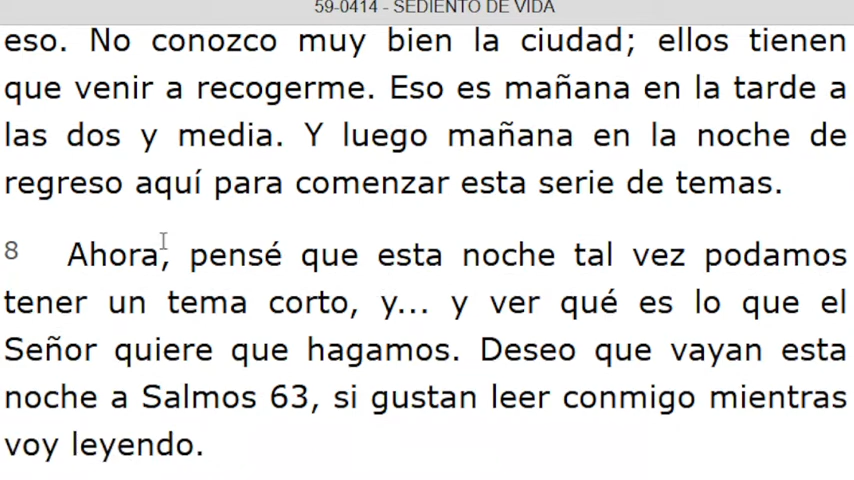 59-0414 - SEDIENTO DE VIDA
eso. No conozco muy bien la ciudad; ellos tienen
que venir a recogerme. Eso es mañana en la tarde a
las dos y media. Y luego mañana en la noche de
regreso aquí para comenzar esta serie de temas.
8 Ahora, pensé que esta noche tal vez podamos
tener un tema corto, y... y ver qué es lo que el
Señor quiere que hagamos. Deseo que vayan esta
noche a Salmos 63, si gustan leer conmigo mientras
voy leyendo.